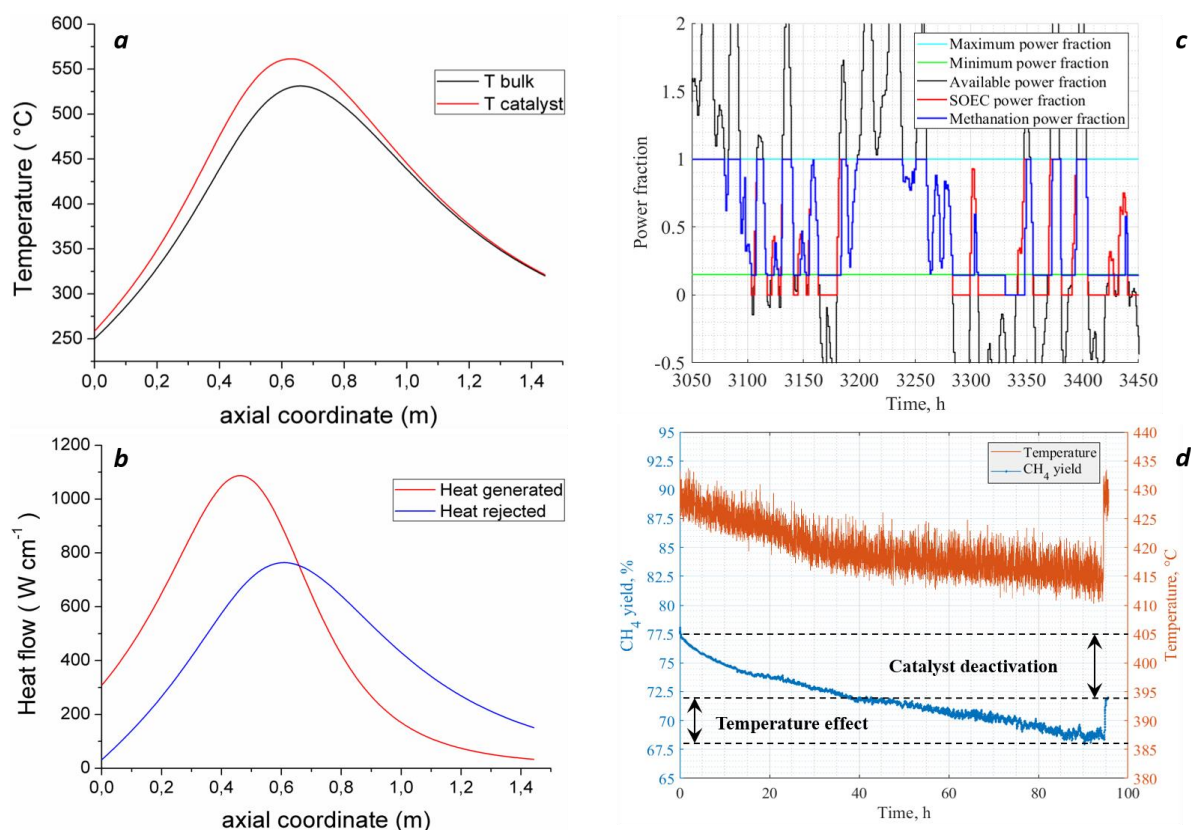 a
600
550
500
450
400
350
300
250
Temperature ( °C)
T bulk
T catalyst
0,0 0,2 0,4 0,6 0,8 1,0 1,2 1,4
axial coordinate (m)
b
1200
1000
800
600
400
200
0
Heat flow ( W cm-1)
Heat generated
Heat rejected
0,0 0,2 0,4 0,6 0,8 1,0 1,2 1,4
axial coordinate (m)
c
2
1.5
1
0.5
0
-0.5
Power fraction
Maximum power fraction
Minimum power fraction
Available power fraction
SOEC power fraction
Methanation power fraction
3050 3100 3150 3200 3250 3300 3350 3400 3450
Time, h
d
95
92.5
90
87.5
85
82.5
80
77.5
75
72.5
70
67.5
65
CH4 yield, %
Temperature
CH4 yield
Catalyst deactivation
Temperature effect
440
430
420
415
410
405
400
395
390
385
380
Temperature, °C
0 20 40 60 80 100
Time, h